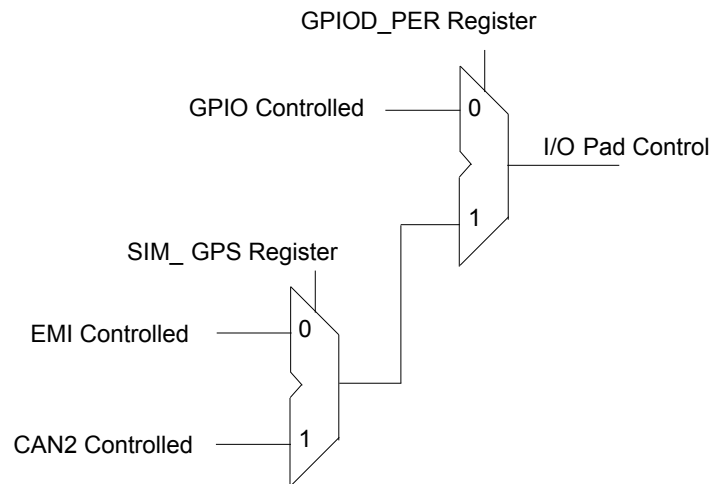 GPIOD_PER Register
GPIO Controlled
0
I/O Pad Control
1
SIM_ GPS Register
EMI Controlled
0
CAN2 Controlled
1